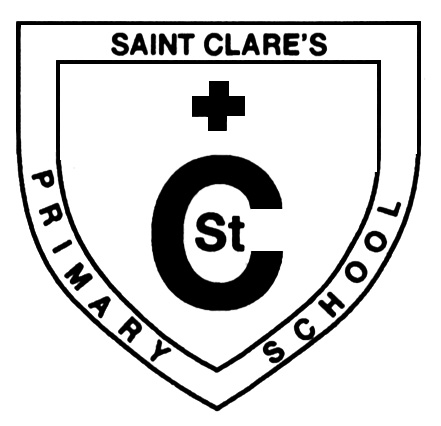 SAINT CLARE'S
St
C
PRIMARY
SCHOOL